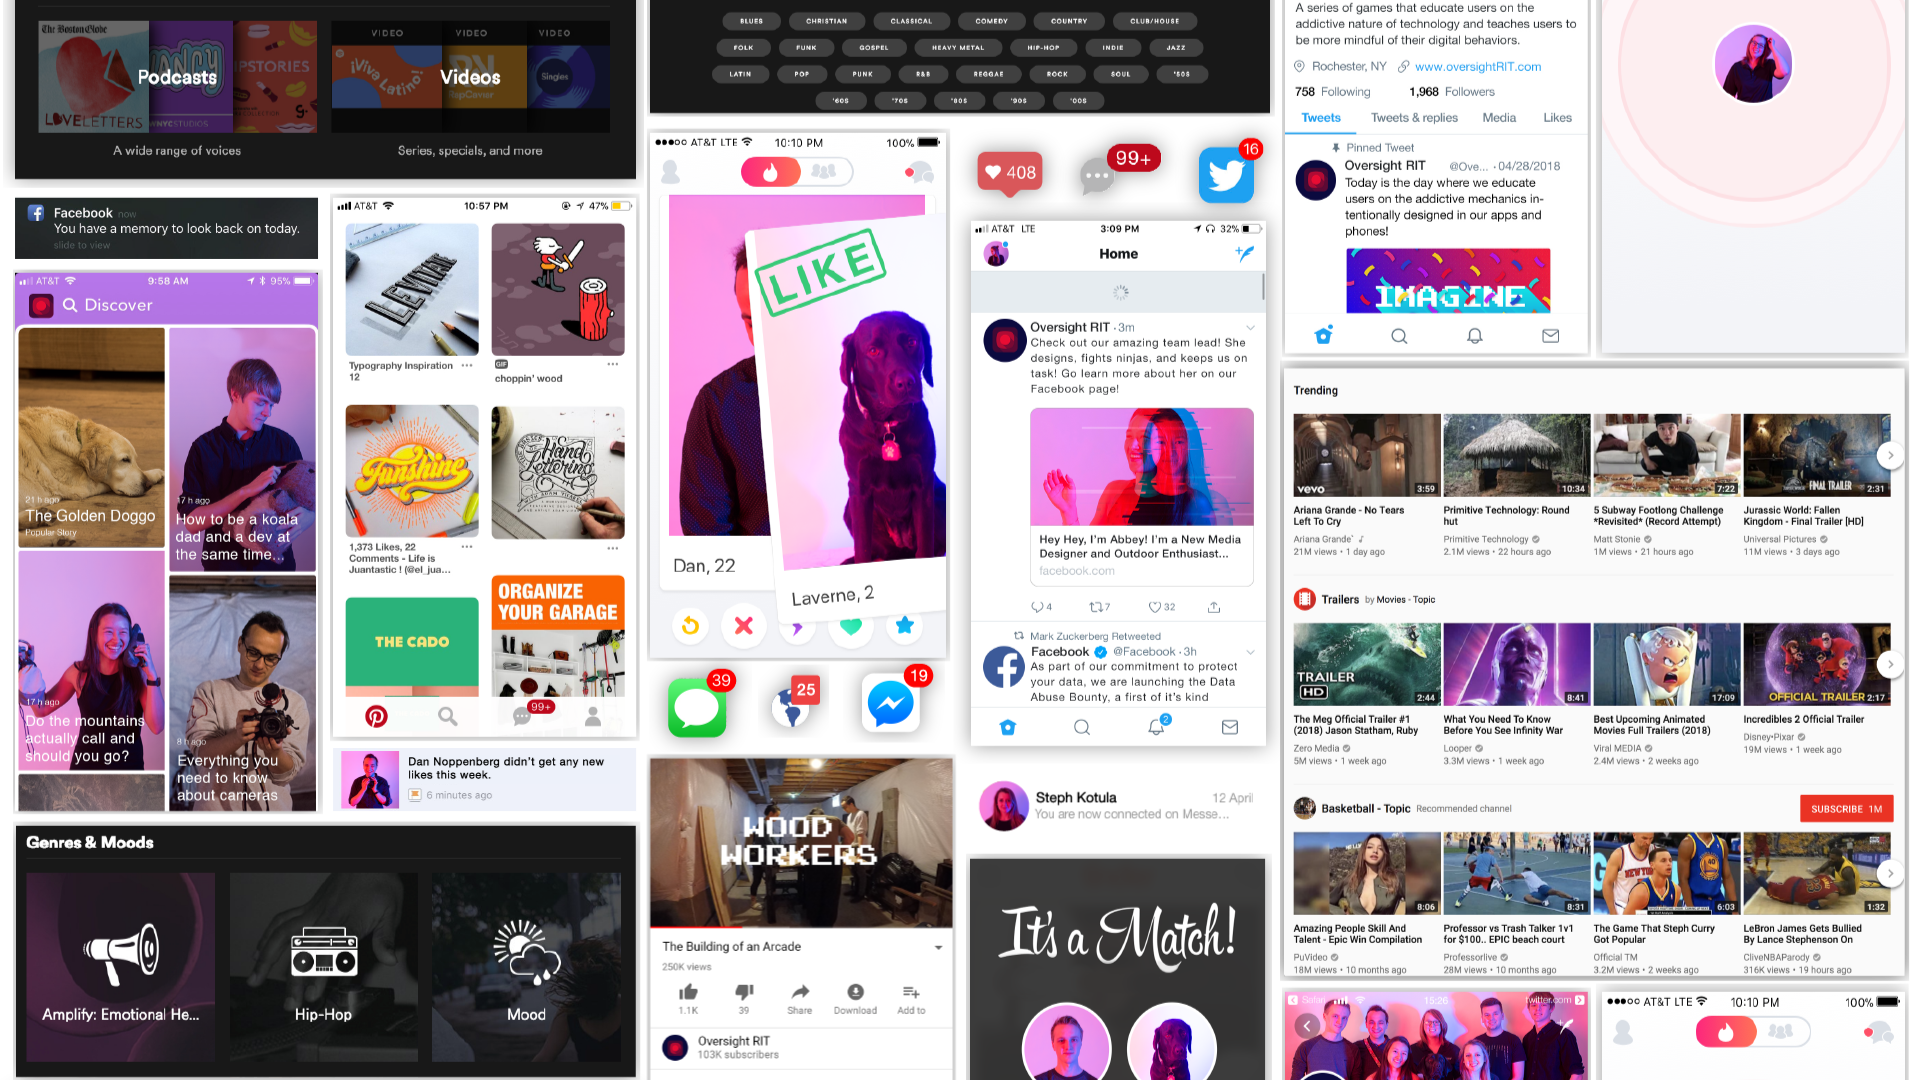 The Boston Globe
LOVELETTERS
WNYCSTUDIOS
Podcasts
A wide range of voices
VIDEO
VIDEO
VIDEO
¡Viva Latino!
Singles
Videos
Series, specials, and more
Facebook now
You have a memory to look back on today.
slide to view
AT&T 9:58 AM 95%
Discover
21 h ago
The Golden Doggo
Popular Story
17 h ago
How to be a koala
dad and a dev at
the same time...
17 h ago
Do the mountains
actually call and
should you go?
8 h ago
Everything you
need to know
about cameras
AT&T 10:57 PM 47%
LEVITATE
Typography Inspiration
12
GIF
choppin' wood
Funshine
1,373 Likes, 22
Comments - Life is
Juantastic ! (@el_jua...
Hand
Lettering
THE CADO
ORGANIZE
YOUR GARAGE
99+
Dan Noppenberg didn't get any new
likes this week.
6 minutes ago
Genres & Moods
Amplify: Emotional He...
Hip-Hop
Mood
BLUES CHRISTIAN CLASSICAL COMEDY COUNTRY CLUB/HOUSE
FOLK FUNK GOSPEL HEAVY METAL HIP-HOP INDIE JAZZ
LATIN POP PUNK R&B REGGAE ROCK SOUL '50S
'60S '70S '80S '90S '00S
AT&T LTE 10:10 PM 100%
LIKE
Dan, 22
Laverne, 2
39
25
19
WOOD
WORKERS
The Building of an Arcade
250K views
1.1K 39 Share Download Add to
Oversight RIT
103K subscribers
408
99+
16
AT&T LTE 3:09 PM 32%
Home
Oversight RIT · 3m
Check out our amazing team lead! She
designs, fights ninjas, and keeps us on
task! Go learn more about her on our
Facebook page!
Hey Hey, I'm Abbey! I'm a New Media
Designer and Outdoor Enthusiast...
facebook.com
4 7 32
Mark Zuckerberg Retweeted
Facebook @Facebook · 3h
As part of our commitment to protect
your data, we are launching the Data
Abuse Bounty, a first of it's kind
2
Steph Kotula 12 April
You are now connected on Messe...
It's a Match!
A series of games that educate users on the
addictive nature of technology and teaches users to
be more mindful of their digital behaviors.
Rochester, NY www.oversightRIT.com
758 Following 1,968 Followers
Tweets Tweets & replies Media Likes
Pinned Tweet
Oversight RIT @Ove... · 04/28/2018
Today is the day where we educate
users on the addictive mechanics in-
tentionally designed in our apps and
phones!
IMAGINE
Trending
vevo 3:59
Ariana Grande - No Tears
Left To Cry
Ariana Grande
21M views • 1 day ago
10:34
Primitive Technology: Round
hut
Primitive Technology
2.1M views • 22 hours ago
7:22
5 Subway Footlong Challenge
*Revisited* (Record Attempt)
Matt Stonie
1M views • 21 hours ago
FINAL TRAILER 2:31
Jurassic World: Fallen
Kingdom - Final Trailer [HD]
Universal Pictures
11M views • 3 days ago
Trailers by Movies - Topic
TRAILER
HD 2:44
The Meg Official Trailer #1
(2018) Jason Statham, Ruby
Zero Media
5M views • 1 week ago
8:41
What You Need To Know
Before You See Infinity War
Looper
3.3M views • 1 week ago
17:09
Best Upcoming Animated
Movies Full Trailers (2018)
Viral MEDIA
2.4M views • 2 weeks ago
OFFICIAL TRAILER 2:17
Incredibles 2 Official Trailer
Disney•Pixar
19M views • 1 week ago
Basketball - Topic Recommended channel
SUBSCRIBE 1M
8:06
Amazing People Skill And
Talent - Epic Win Compilation
PuVideo
18M views • 10 months ago
8:31
Professor vs Trash Talker 1v1
for $100.. EPIC beach court
Professorlive
28M views • 10 months ago
6:03
The Game That Steph Curry
Got Popular
Official TM
3.2M views • 2 weeks ago
1:32
LeBron James Gets Bullied
By Lance Stephenson On
CliveNBAParody
316K views • 19 hours ago
Safari 15:26 twitter.com
AT&T LTE 10:10 PM 100%